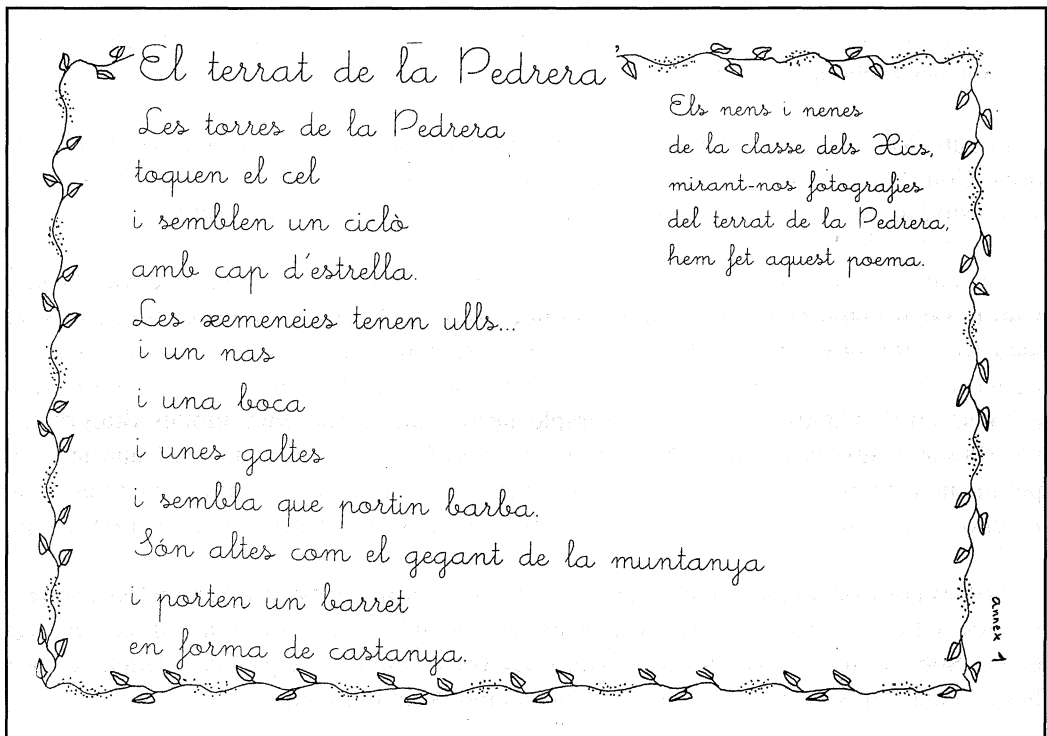 El terrat de la Pedrera
Les torres de la Pedrera
toquen el cel
i semblen un ciclò
amb cap d'estrella.
Les xemeneies tenen ulls...
i un nas
i una boca
i unes galtes
i sembla que portin barba.
Són altes com el gegant de la muntanya
i porten un barret
en forma de castanya.
Els nens i nenes
de la classe dels Xics,
mirant-nos fotografies
del terrat de la Pedrera,
hem fet aquest poema.
annex 1